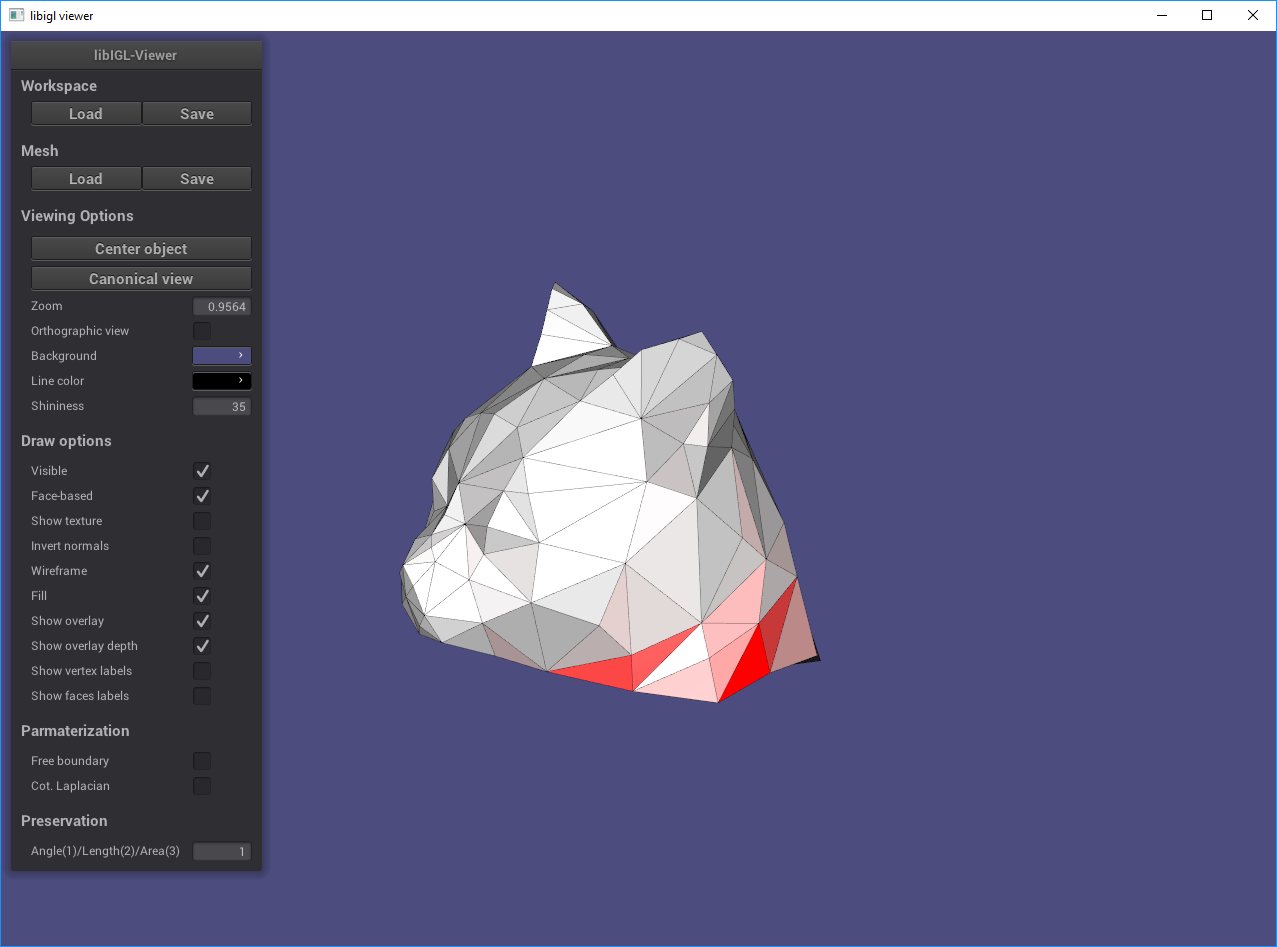 libigl viewer
libIGL-Viewer
Workspace
Load Save
Mesh
Load Save
Viewing Options
Center object
Canonical view
Zoom 0.9564
Orthographic view
Background ›
Line color ›
Shininess 35
Draw options
Visible
Face-based
Show texture
Invert normals
Wireframe
Fill
Show overlay
Show overlay depth
Show vertex labels
Show faces labels
Parmaterization
Free boundary
Cot. Laplacian
Preservation
Angle(1)/Length(2)/Area(3) 1